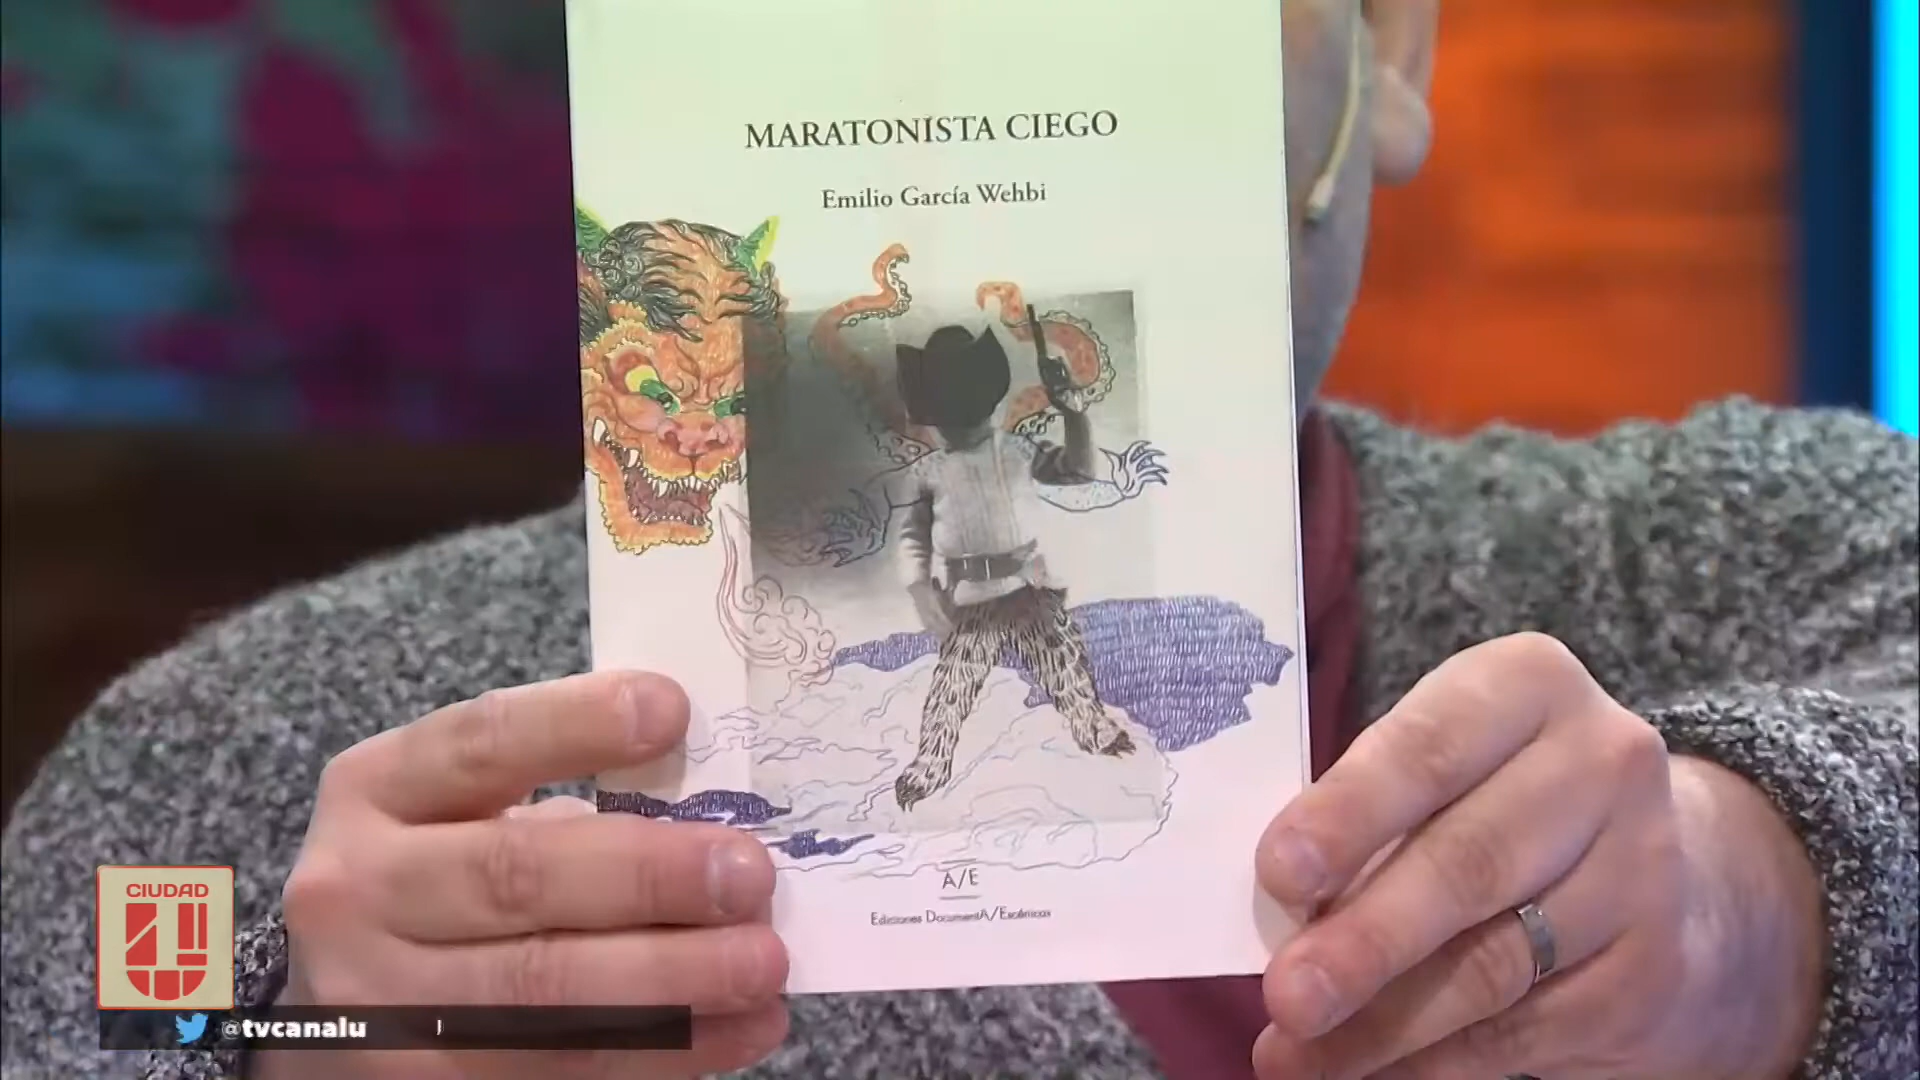 MARATONISTA CIEGO
Emilio García Wehbi
A/E
Ediciones DocumentA/Escénicas
CIUDAD
U
@tvcanalu